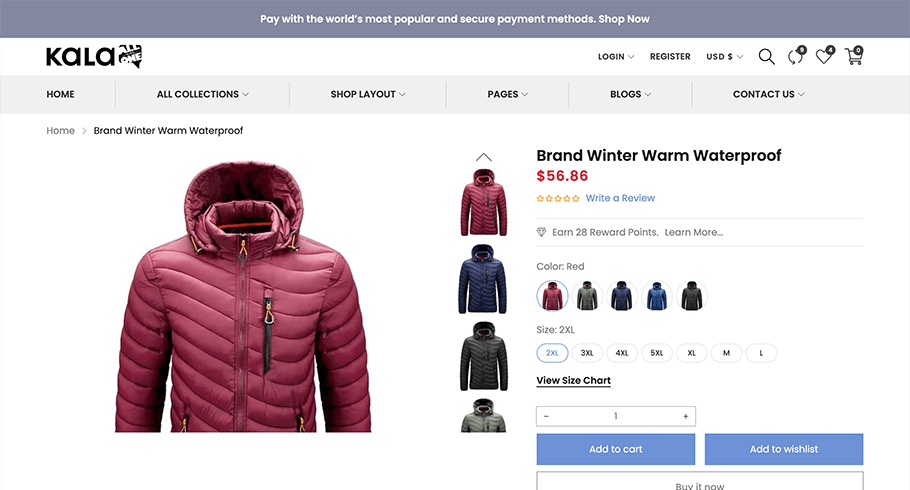 Pay with the world's most popular and secure payment methods. Shop Now
KALA
ONE
LOGIN
REGISTER
USD $
9
4
0
HOME
ALL COLLECTIONS
SHOP LAYOUT
PAGES
BLOGS
CONTACT US
Home > Brand Winter Warm Waterproof
Brand Winter Warm Waterproof
$56.86
Write a Review
Earn 28 Reward Points. Learn More...
Color: Red
Size: 2XL
2XL 3XL 4XL 5XL XL M L
View Size Chart
- 1 +
Add to cart
Add to wishlist
Buy it now